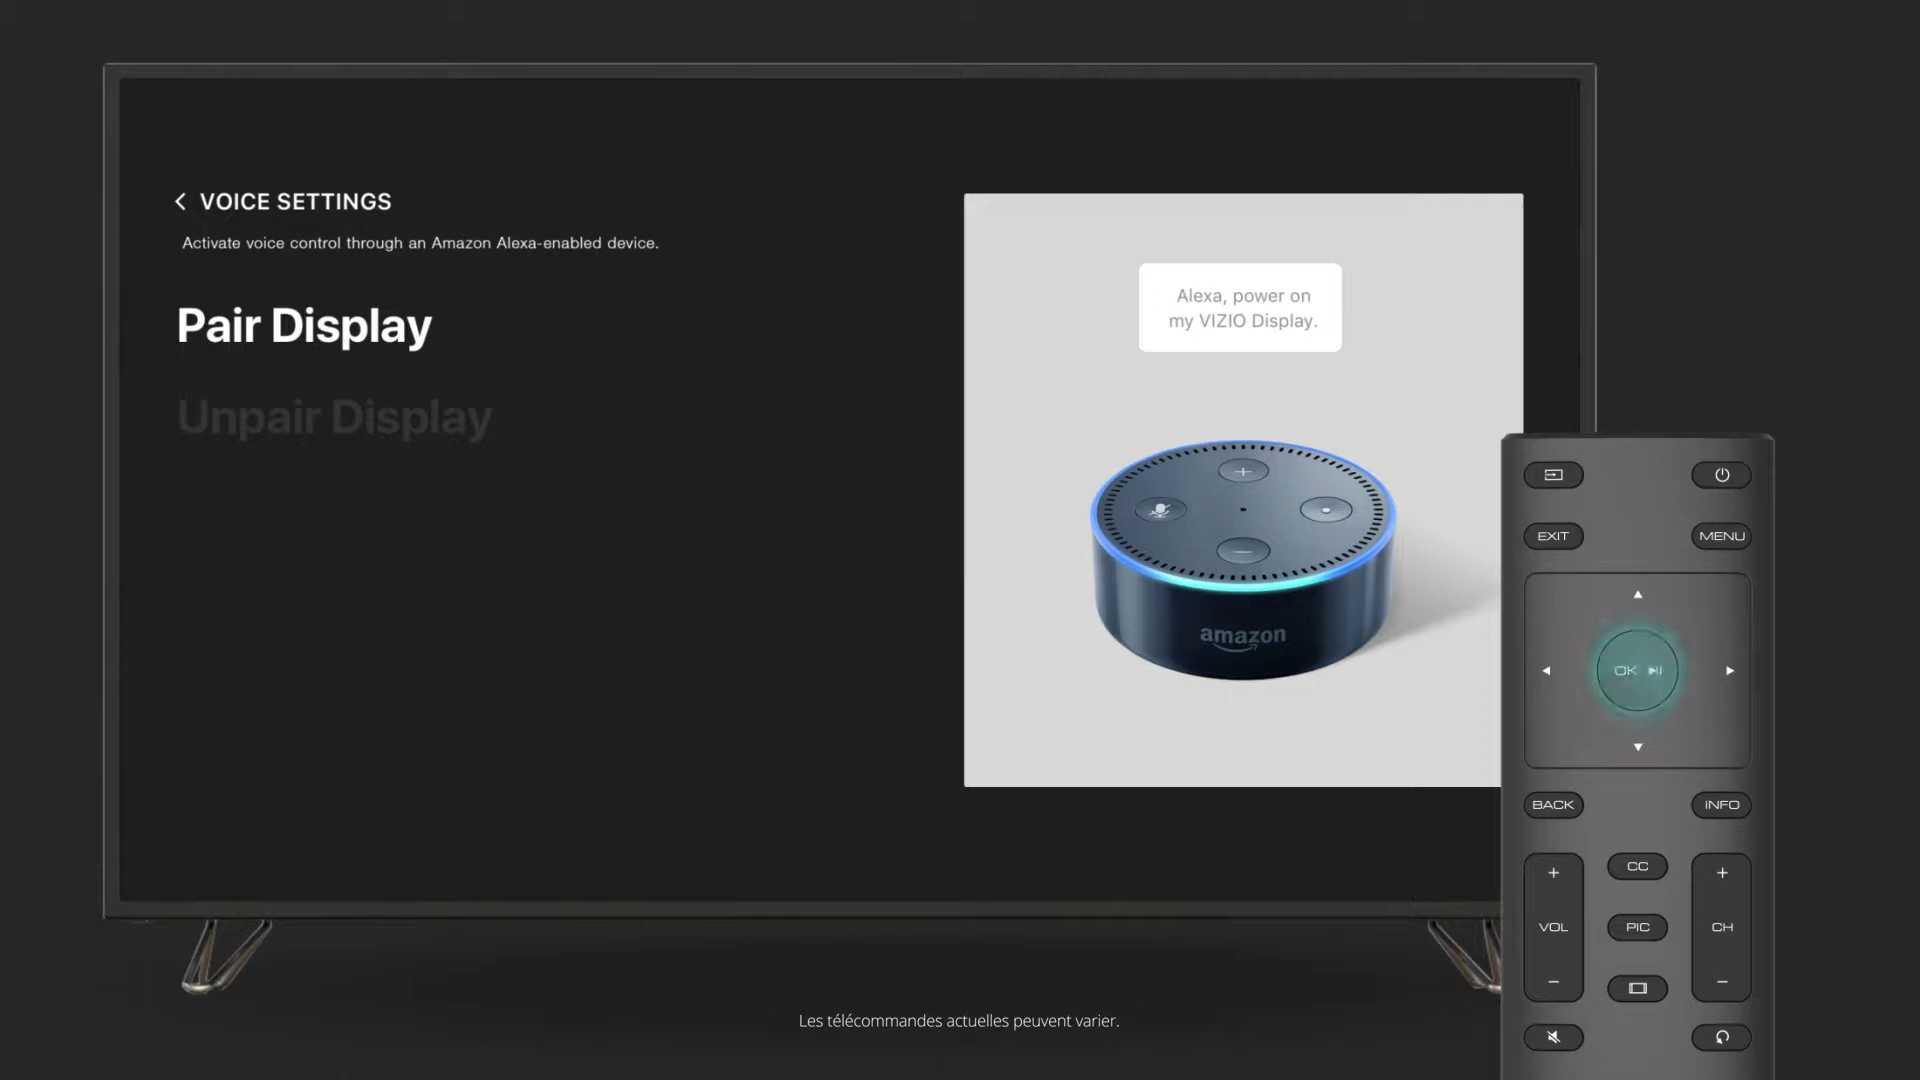 VOICE SETTINGS
Activate voice control through an Amazon Alexa-enabled device.
Pair Display
Unpair Display
Alexa, power on
my VIZIO Display.
amazon
EXIT
MENU
OK
BACK
INFO
CC
VOL
PIC
CH
Les télécommandes actuelles peuvent varier.